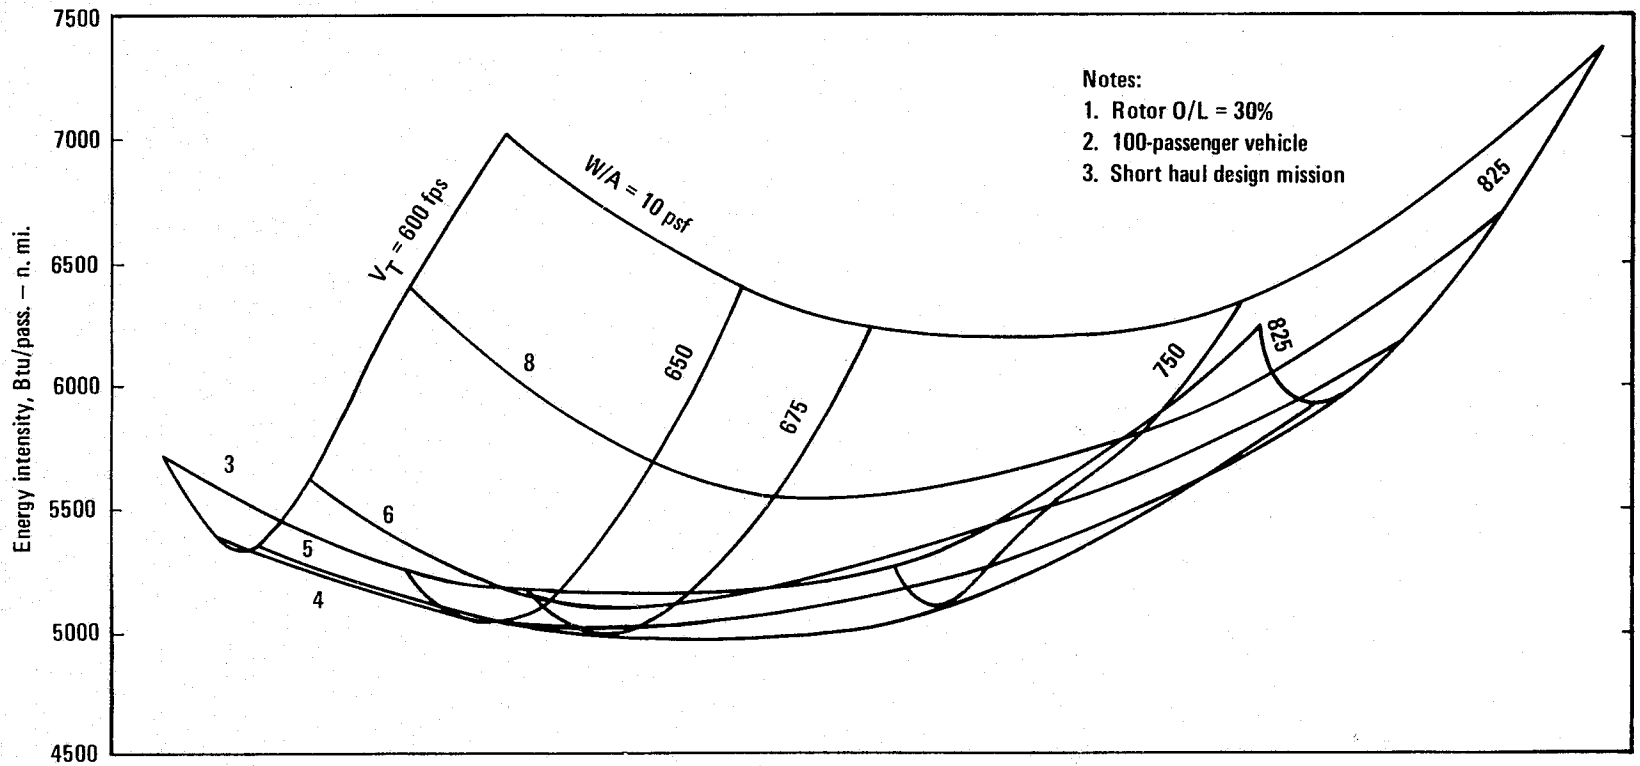 7500
7000
6500
6000
5500
5000
4500
Energy intensity, Btu/pass. — n. mi.
Notes:
1. Rotor O/L = 30%
2. 100-passenger vehicle
3. Short haul design mission
V_T = 600 fps
W/A = 10 psf
825
8
650
675
750
825
3
6
5
4